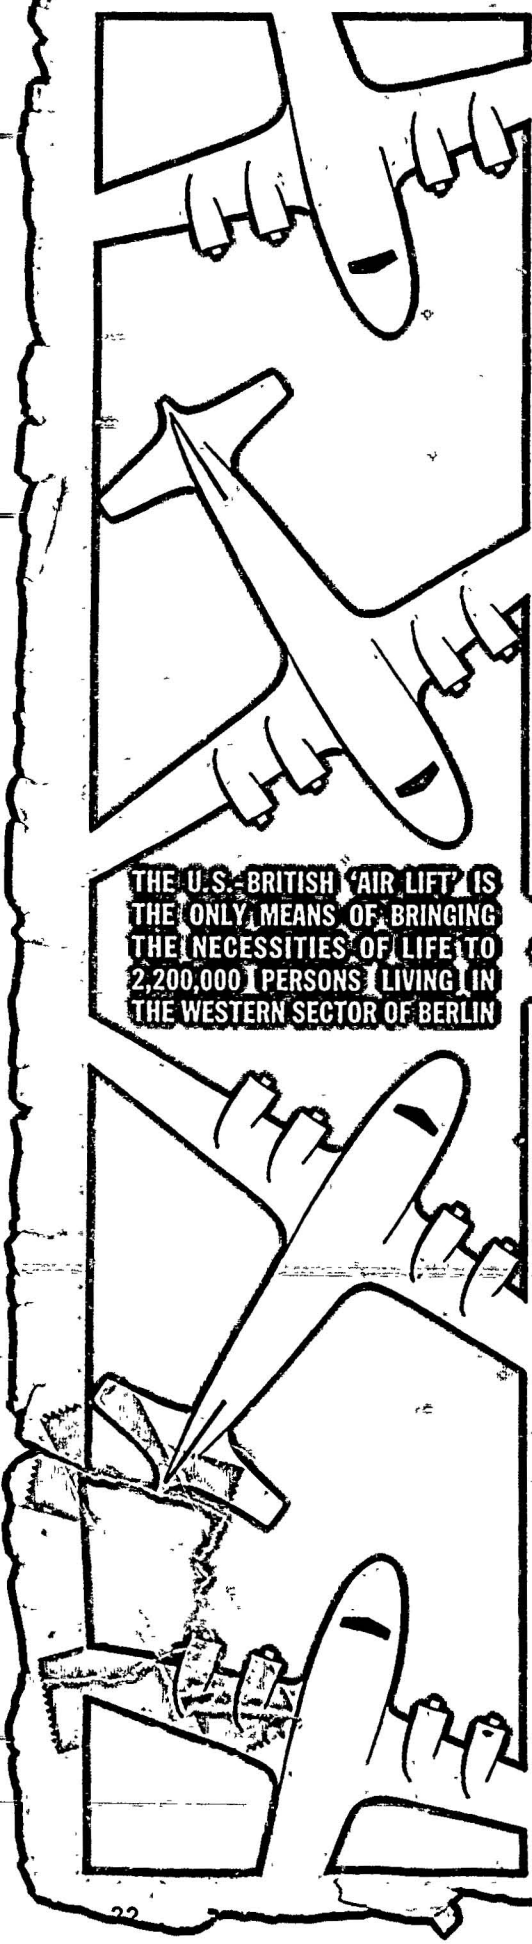 THE U.S.-BRITISH 'AIR LIFT' IS
THE ONLY MEANS OF BRINGING
THE NECESSITIES OF LIFE TO
2,200,000 PERSONS LIVING IN
THE WESTERN SECTOR OF BERLIN
22